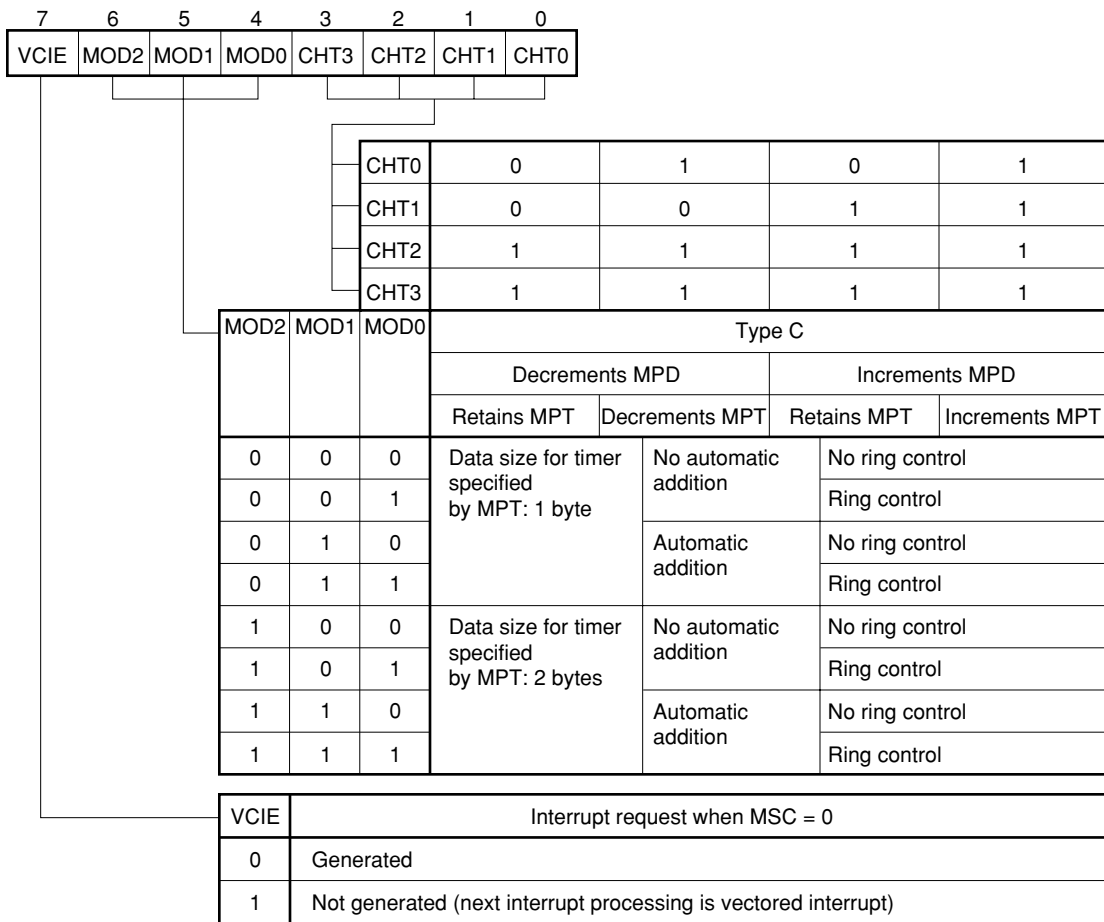 7 6 5 4 3 2 1 0
VCIE MOD2 MOD1 MOD0 CHT3 CHT2 CHT1 CHT0
CHT0 0 1 0 1
CHT1 0 0 1 1
CHT2 1 1 1 1
CHT3 1 1 1 1
MOD2 MOD1 MOD0 Type C
Decrements MPD Increments MPD
Retains MPT Decrements MPT Retains MPT Increments MPT
0 0 0 Data size for timer specified by MPT: 1 byte No automatic addition No ring control
0 0 1 Ring control
0 1 0 Automatic addition No ring control
0 1 1 Ring control
1 0 0 Data size for timer specified by MPT: 2 bytes No automatic addition No ring control
1 0 1 Ring control
1 1 0 Automatic addition No ring control
1 1 1 Ring control
VCIE Interrupt request when MSC = 0
0 Generated
1 Not generated (next interrupt processing is vectored interrupt)